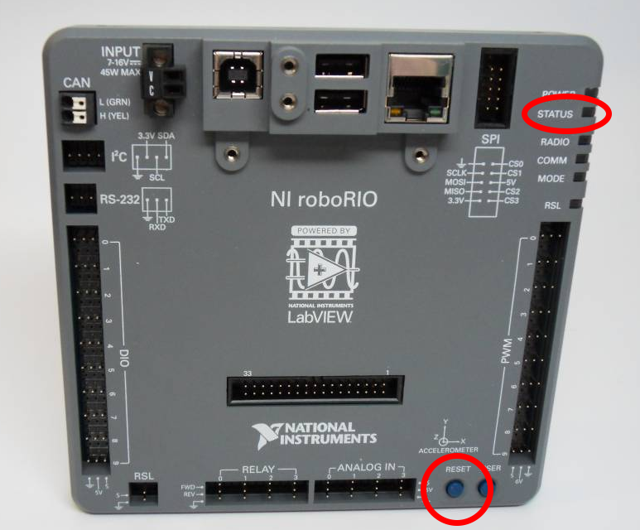 INPUT
7-16V
45W MAX
V
C
CAN
L (GRN)
H (YEL)
3.3V SDA
I²C
SCL
RS-232
TXD
RXD
POWER
STATUS
RADIO
COMM
MODE
RSL
SPI
CS0
SCLK CS1
MOSI 5V
MISO CS2
3.3V CS3
NI roboRIO
POWERED BY
NATIONAL INSTRUMENTS
LabVIEW
DIO
0
1
2
3
4
5
6
7
8
9
S
5V
PWM
0
1
2
3
4
5
6
7
8
9
S
6V
33 1
NATIONAL
INSTRUMENTS
Y
Z X
ACCELEROMETER
RSL
S
RELAY
0 1 2 3
FWD
REV
ANALOG IN
0 1 2 3
S
5V
RESET